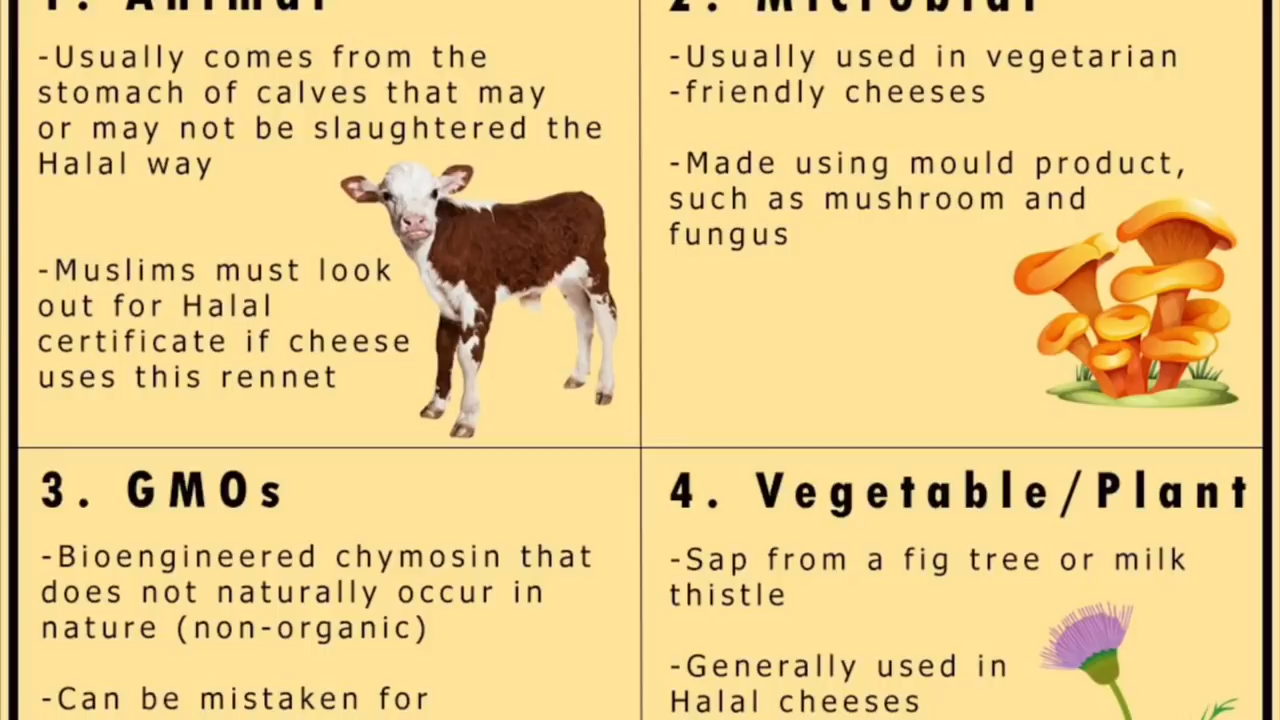 1. Animal
2. Microbial
-Usually comes from the
stomach of calves that may
or may not be slaughtered the
Halal way
-Muslims must look
out for Halal
certificate if cheese
uses this rennet
-Usually used in vegetarian
-friendly cheeses
-Made using mould product,
such as mushroom and
fungus
3. GMOs
-Bioengineered chymosin that
does not naturally occur in
nature (non-organic)
-Can be mistaken for
4. Vegetable/Plant
-Sap from a fig tree or milk
thistle
-Generally used in
Halal cheeses